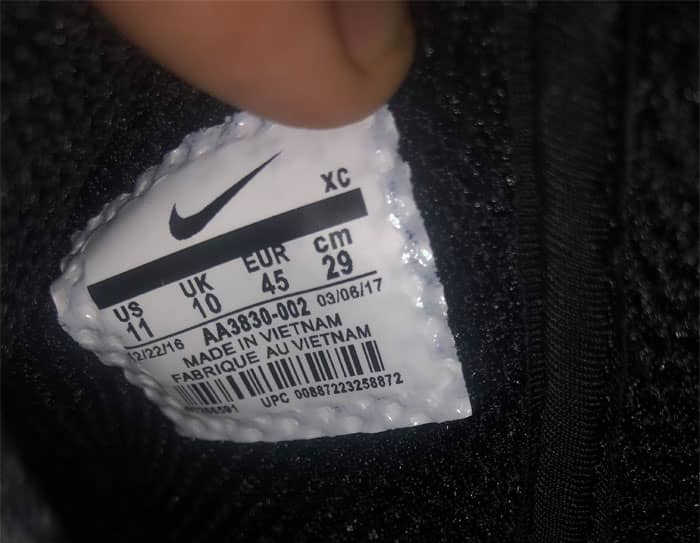 XC
US UK EUR cm
11 10 45 29
12/22/16 AA3830-002 03/06/17
MADE IN VIETNAM
FABRIQUE AU VIETNAM
UPC 00887223258872